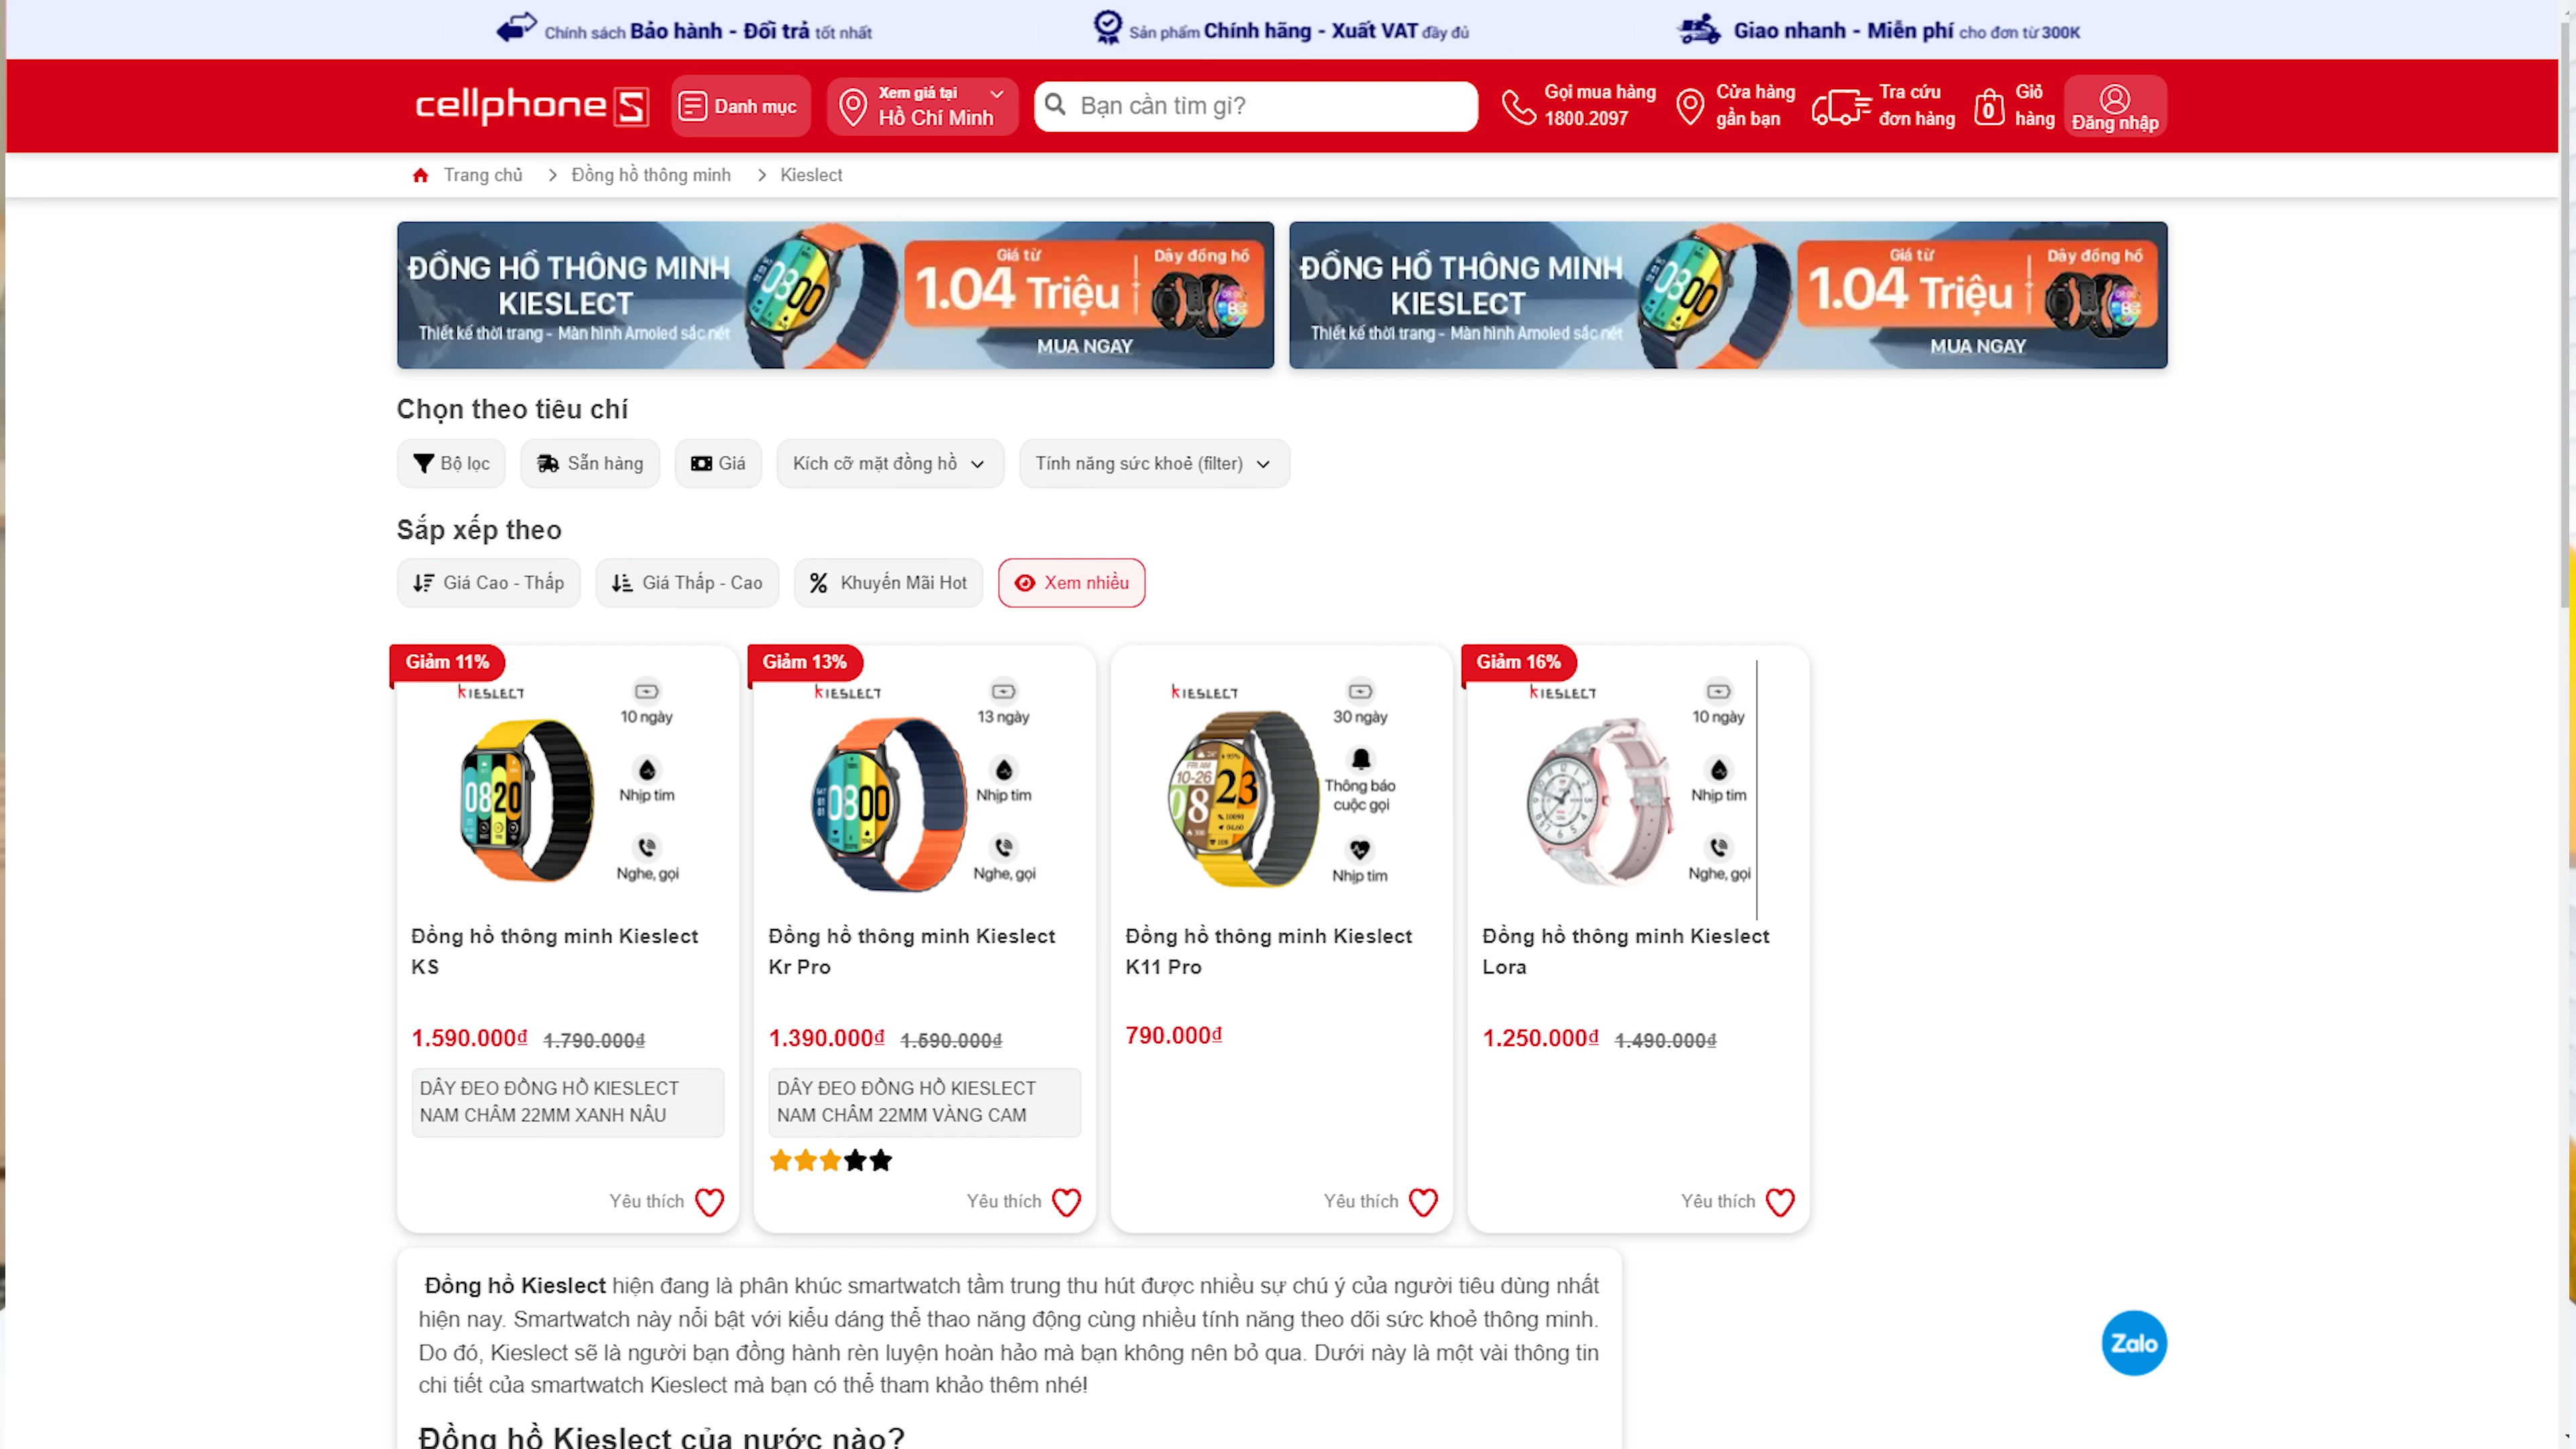 Chính sách Bảo hành - Đổi trả tốt nhất
Sản phẩm Chính hãng - Xuất VAT đầy đủ
Giao nhanh - Miễn phí cho đơn từ 300K
cellphoneS
Danh mục
Xem giá tại
Hồ Chí Minh
Bạn cần tìm gì?
Gọi mua hàng
1800.2097
Cửa hàng
gần bạn
Tra cứu
đơn hàng
0
Giỏ
hàng
Đăng nhập
Trang chủ
Đồng hồ thông minh
Kieslect
ĐỒNG HỒ THÔNG MINH
KIESLECT
Thiết kế thời trang - Màn hình Amoled sắc nét
Giá từ
1.04 Triệu
Dây đồng hồ
MUA NGAY
ĐỒNG HỒ THÔNG MINH
KIESLECT
Thiết kế thời trang - Màn hình Amoled sắc nét
Giá từ
1.04 Triệu
Dây đồng hồ
MUA NGAY
Chọn theo tiêu chí
Bộ lọc
Sẵn hàng
Giá
Kích cỡ mặt đồng hồ
Tính năng sức khoẻ (filter)
Sắp xếp theo
Giá Cao - Thấp
Giá Thấp - Cao
Khuyến Mãi Hot
Xem nhiều
Giảm 11%
KIESLECT
10 ngày
Nhịp tim
Nghe, gọi
0820
Đồng hồ thông minh Kieslect
KS
1.590.000₫ 1.790.000₫
DÂY ĐEO ĐỒNG HỒ KIESLECT
NAM CHÂM 22MM XANH NÂU
Yêu thích
Giảm 13%
KIESLECT
13 ngày
Nhịp tim
Nghe, gọi
0800
Đồng hồ thông minh Kieslect
Kr Pro
1.390.000₫ 1.590.000₫
DÂY ĐEO ĐỒNG HỒ KIESLECT
NAM CHÂM 22MM VÀNG CAM
Yêu thích
KIESLECT
30 ngày
Thông báo
cuộc gọi
Nhịp tim
10-26
08 23
Đồng hồ thông minh Kieslect
K11 Pro
790.000₫
Yêu thích
Giảm 16%
KIESLECT
10 ngày
Nhịp tim
Nghe, gọi
Đồng hồ thông minh Kieslect
Lora
1.250.000₫ 1.490.000₫
Yêu thích
Đồng hồ Kieslect hiện đang là phân khúc smartwatch tầm trung thu hút được nhiều sự chú ý của người tiêu dùng nhất
hiện nay. Smartwatch này nổi bật với kiểu dáng thể thao năng động cùng nhiều tính năng theo dõi sức khoẻ thông minh.
Do đó, Kieslect sẽ là người bạn đồng hành rèn luyện hoàn hảo mà bạn không nên bỏ qua. Dưới này là một vài thông tin
chi tiết của smartwatch Kieslect mà bạn có thể tham khảo thêm nhé!
Đồng hồ Kieslect của nước nào?
Zalo